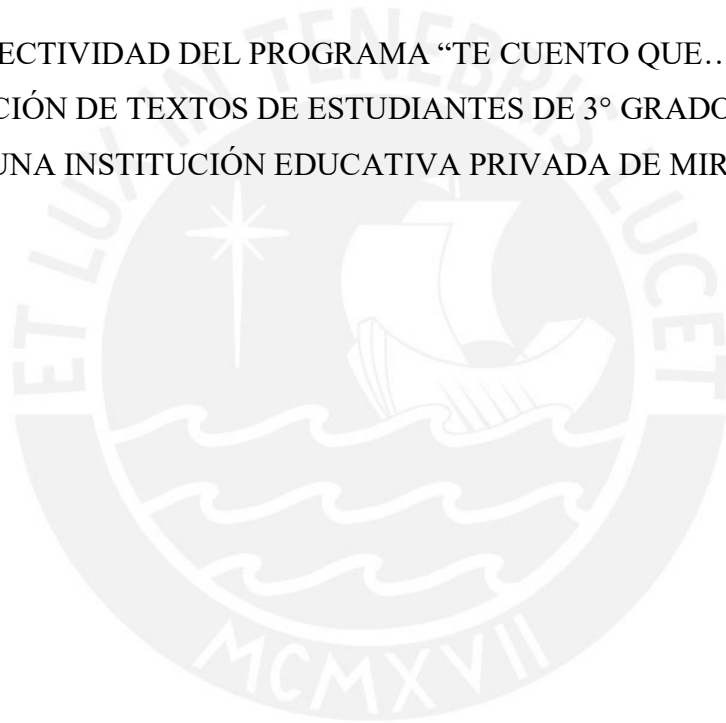 ECTIVIDAD DEL PROGRAMA “TE CUENTO QUE…
CIÓN DE TEXTOS DE ESTUDIANTES DE 3° GRADO
UNA INSTITUCIÓN EDUCATIVA PRIVADA DE MIR
ET LUX IN TENEBRIS LUCET
MCMXVII